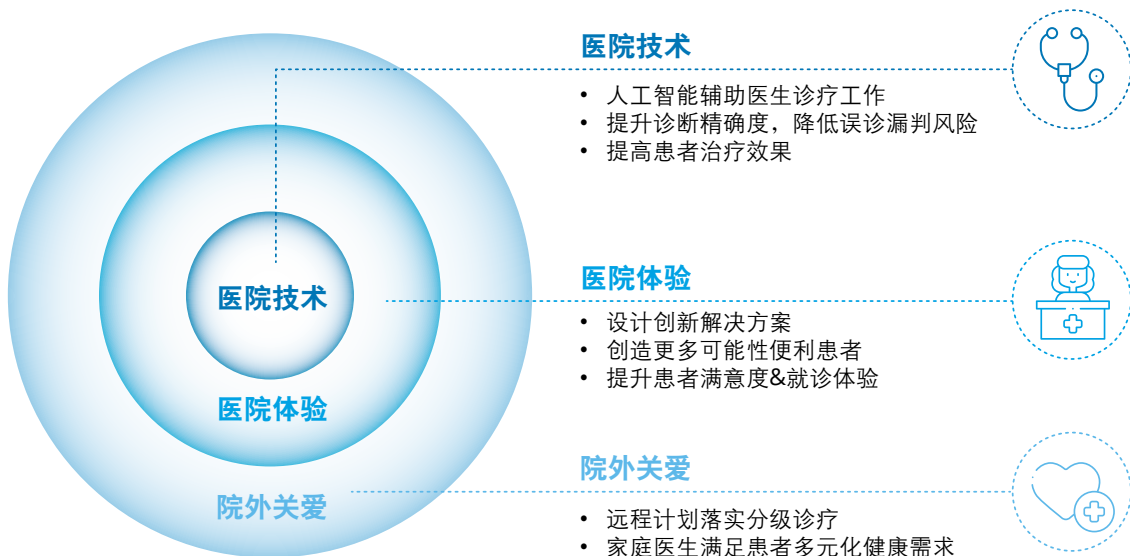 医院技术
• 人工智能辅助医生诊疗工作
• 提升诊断精确度，降低误诊漏判风险
• 提高患者治疗效果
医院技术
医院体验
• 设计创新解决方案
• 创造更多可能性便利患者
• 提升患者满意度&就诊体验
医院体验
院外关爱
院外关爱
• 远程计划落实分级诊疗
• 家庭医生满足患者多元化健康需求